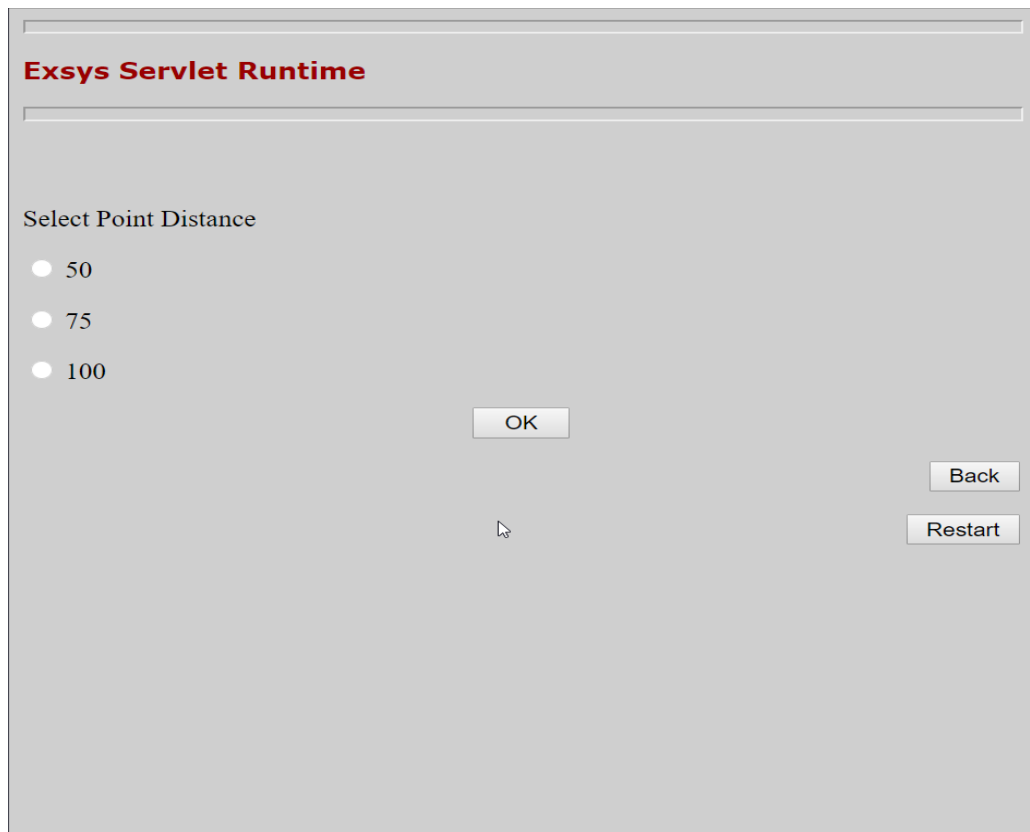 Exsys Servlet Runtime
Select Point Distance
50
75
100
OK
Back
Restart